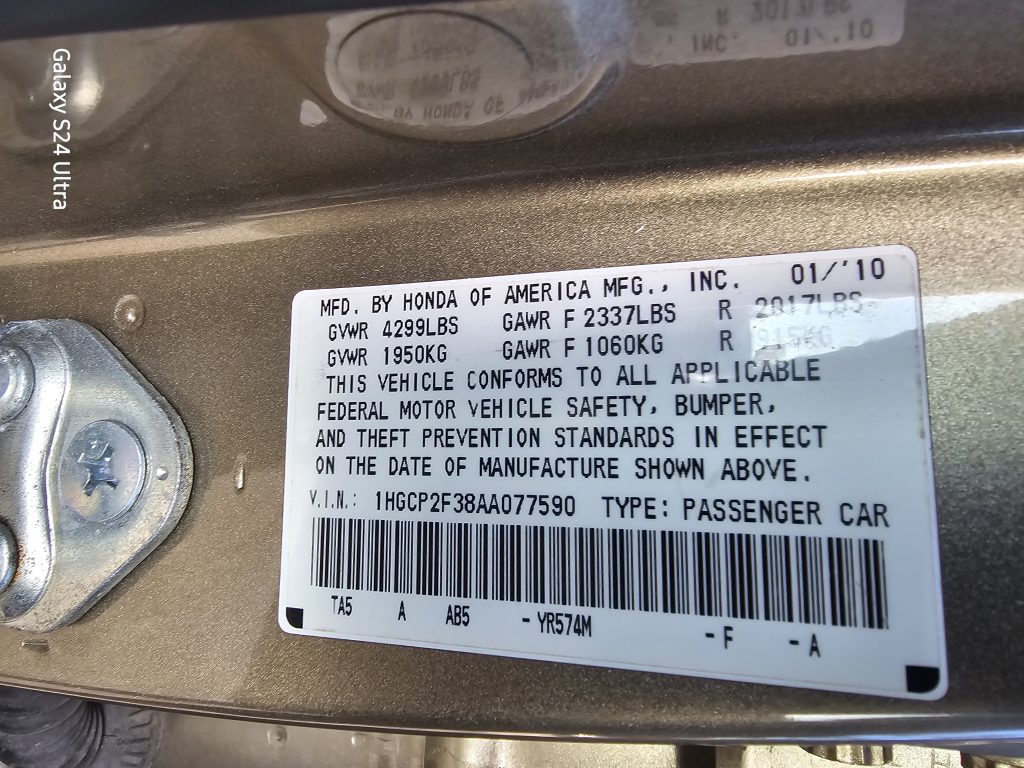 Galaxy S24 Ultra
MFD. BY HONDA OF AMERICA MFG., INC. 01/'10
GVWR 4299LBS GAWR F 2337LBS R 2017LBS
GVWR 1950KG GAWR F 1060KG R 915KG
THIS VEHICLE CONFORMS TO ALL APPLICABLE
FEDERAL MOTOR VEHICLE SAFETY, BUMPER,
AND THEFT PREVENTION STANDARDS IN EFFECT
ON THE DATE OF MANUFACTURE SHOWN ABOVE.
V.I.N.: 1HGCP2F38AA077590 TYPE: PASSENGER CAR
TA5 A AB5 -YR574M -F -A